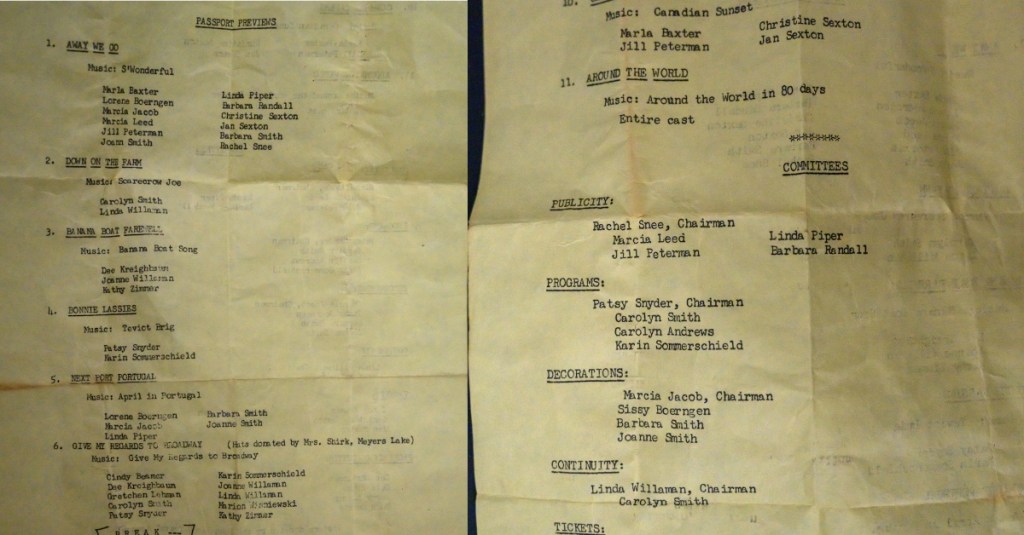 PASSPORT PREVIEWS
1. AWAY WE GO
Music: S'Wonderful
Marla Baxter Linda Piper
Lorene Boerngen Barbara Randall
Marcia Jacob Christine Sexton
Marcia Leed Jan Sexton
Jill Peterman Barbara Smith
Joann Smith Rachel Snee
2. DOWN ON THE FARM
Music: Scarecrow Joe
Carolyn Smith
Linda Willaman
3. BANANA BOAT FAREWELL
Music: Banana Boat Song
Dee Kreighbaum
Joanne Willaman
Kathy Zimmer
4. BONNIE LASSIES
Music: Tevict Brig
Patsy Snyder
Karin Sommerschield
5. NEXT PORT PORTUGAL
Music: April in Portugal
Lorene Boerngen Barbara Smith
Marcia Jacob Joanne Smith
Linda Piper
6. GIVE MY REGARDS TO BROADWAY (Hats donated by Mrs. Shirk, Meyers Lake)
Music: Give My Regards to Broadway
Cindy Karin Sommerschield
Dee Kreighbaum Joanne Willaman
Gretchen Lehman Linda Willaman
Carolyn Smith Marion
Patsy Snyder Kathy Zimmer
BREAK ---
10.
Music: Canadian Sunset
Marla Baxter Christine Sexton
Jill Peterman Jan Sexton
11. AROUND THE WORLD
Music: Around the World in 80 days
Entire cast
**********
COMMITTEES
PUBLICITY:
Rachel Snee, Chairman
Marcia Leed Linda Piper
Jill Peterman Barbara Randall
PROGRAMS:
Patsy Snyder, Chairman
Carolyn Smith
Carolyn Andrews
Karin Sommerschield
DECORATIONS:
Marcia Jacob, Chairman
Sissy Boerngen
Barbara Smith
Joanne Smith
CONTINUITY:
Linda Willaman, Chairman
Carolyn Smith
TICKETS: